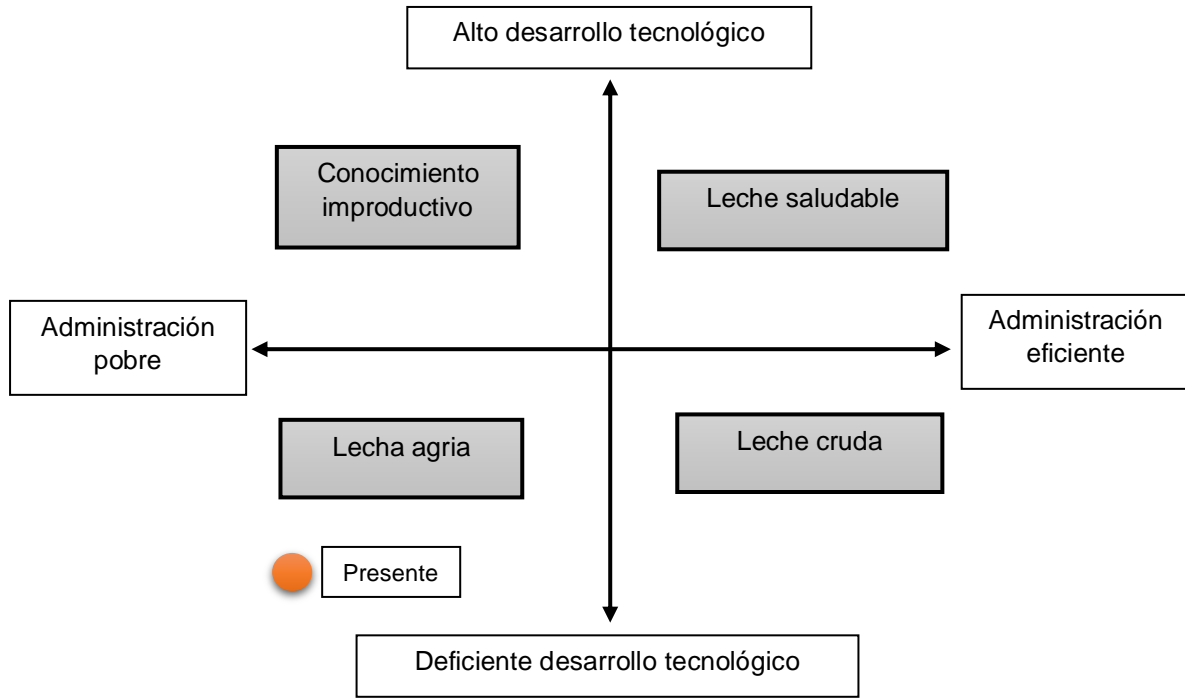 Alto desarrollo tecnológico
Conocimiento
improductivo
Leche saludable
Administración
pobre
Administración
eficiente
Lecha agria
Leche cruda
Presente
Deficiente desarrollo tecnológico